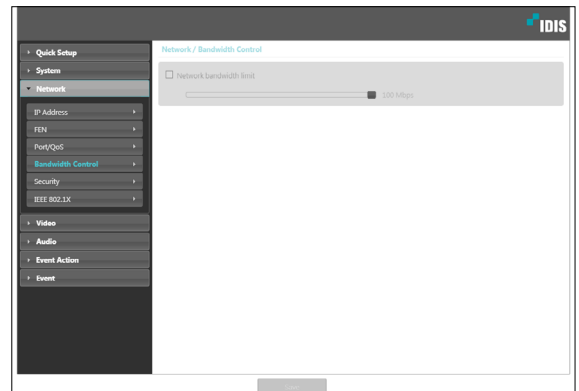 IDIS
Quick Setup
System
Network
IP Address
FEN
Port/QoS
Bandwidth Control
Security
IEEE 802.1X
Video
Audio
Event Action
Event
Network / Bandwidth Control
Network bandwidth limit
100 Mbps
Save